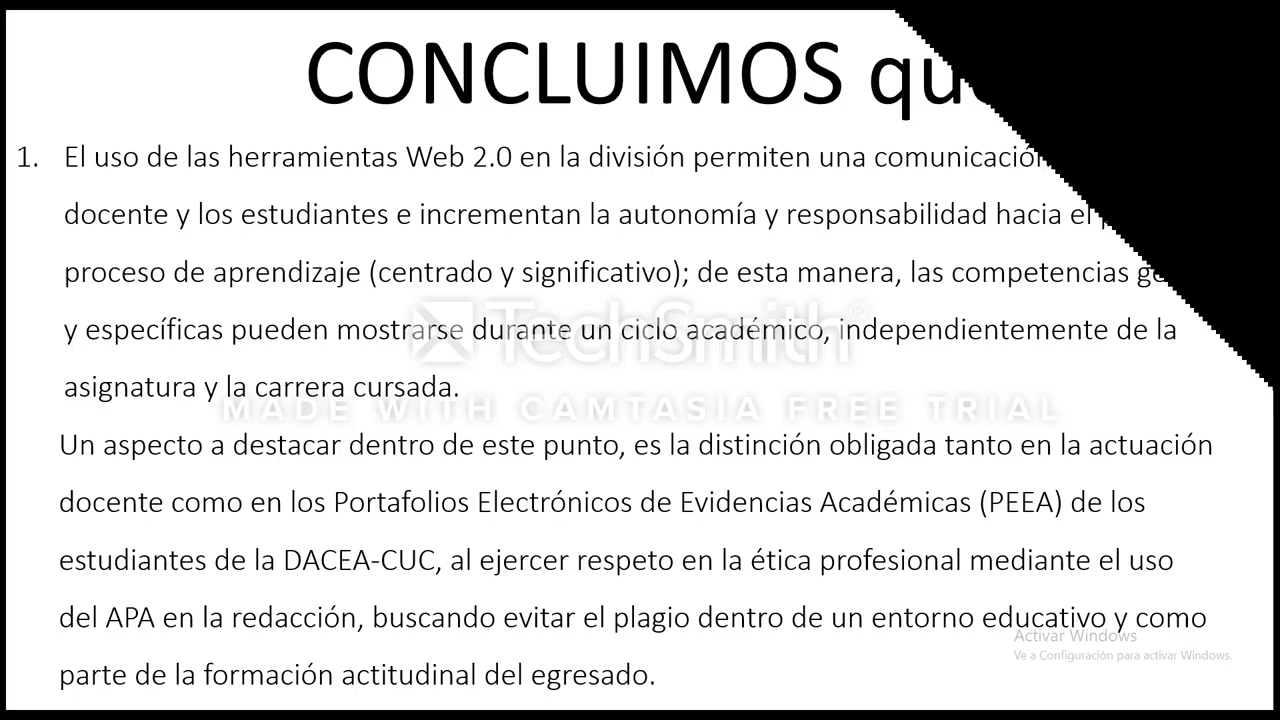 CONCLUIMOS que
1. El uso de las herramientas Web 2.0 en la división permiten una comunicación
docente y los estudiantes e incrementan la autonomía y responsabilidad hacia el
proceso de aprendizaje (centrado y significativo); de esta manera, las competencias
y específicas pueden mostrarse durante un ciclo académico, independientemente de la
asignatura y la carrera cursada.
TechSmith®
MADE WITH CAMTASIA FREE TRIAL
Un aspecto a destacar dentro de este punto, es la distinción obligada tanto en la actuación
docente como en los Portafolios Electrónicos de Evidencias Académicas (PEEA) de los
estudiantes de la DACEA-CUC, al ejercer respeto en la ética profesional mediante el uso
del APA en la redacción, buscando evitar el plagio dentro de un entorno educativo y como
parte de la formación actitudinal del egresado.
Activar Windows
Ve a Configuración para activar Windows.